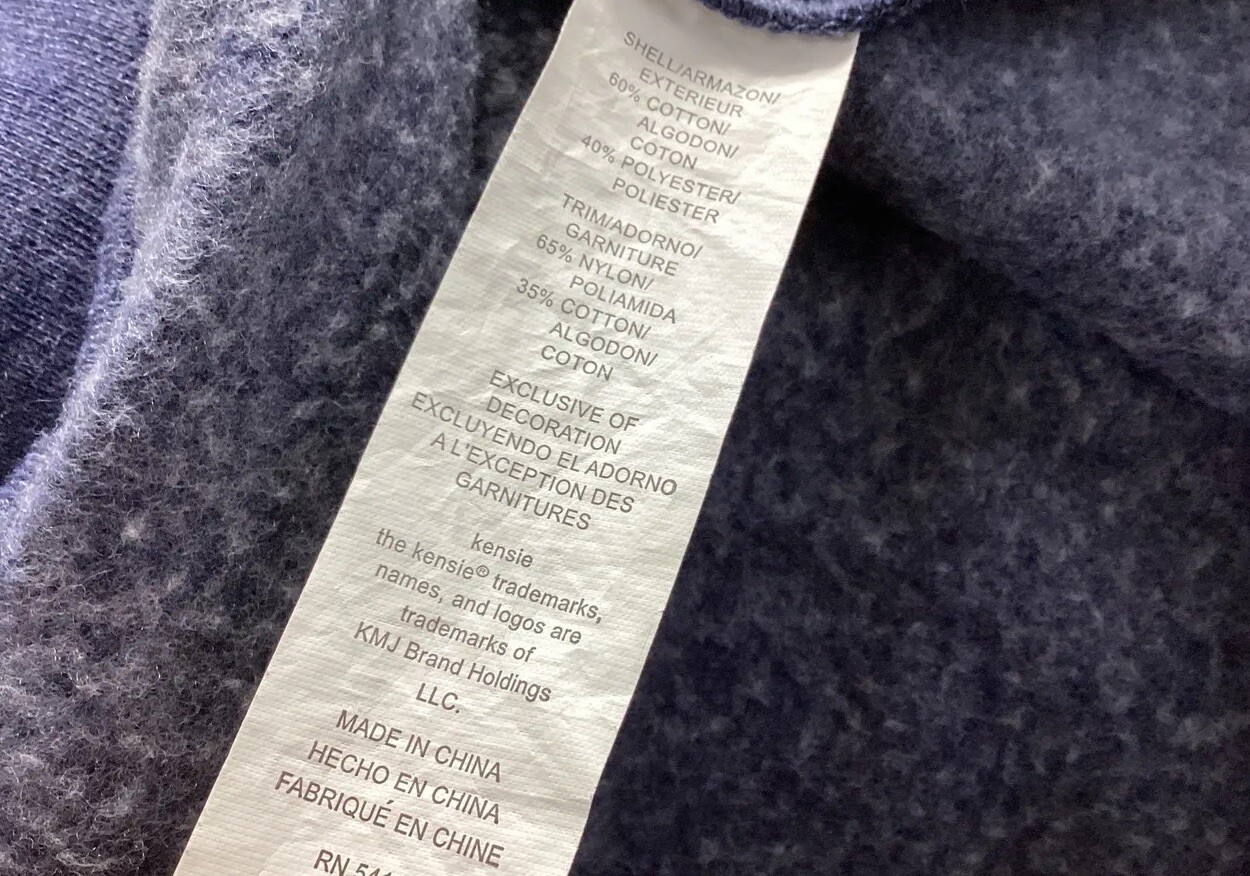 SHELL/ARMAZON/
EXTERIEUR
60% COTTON/
ALGODON/
COTON
40% POLYESTER/
POLIESTER
TRIM/ADORNO/
GARNITURE
65% NYLON/
POLIAMIDA
35% COTTON/
ALGODON/
COTON
EXCLUSIVE OF
DECORATION
EXCLUYENDO EL ADORNO
A L'EXCEPTION DES
GARNITURES
kensie
the kensie® trademarks,
names, and logos are
trademarks of
KMJ Brand Holdings
LLC.
MADE IN CHINA
HECHO EN CHINA
FABRIQUÉ EN CHINE
RN